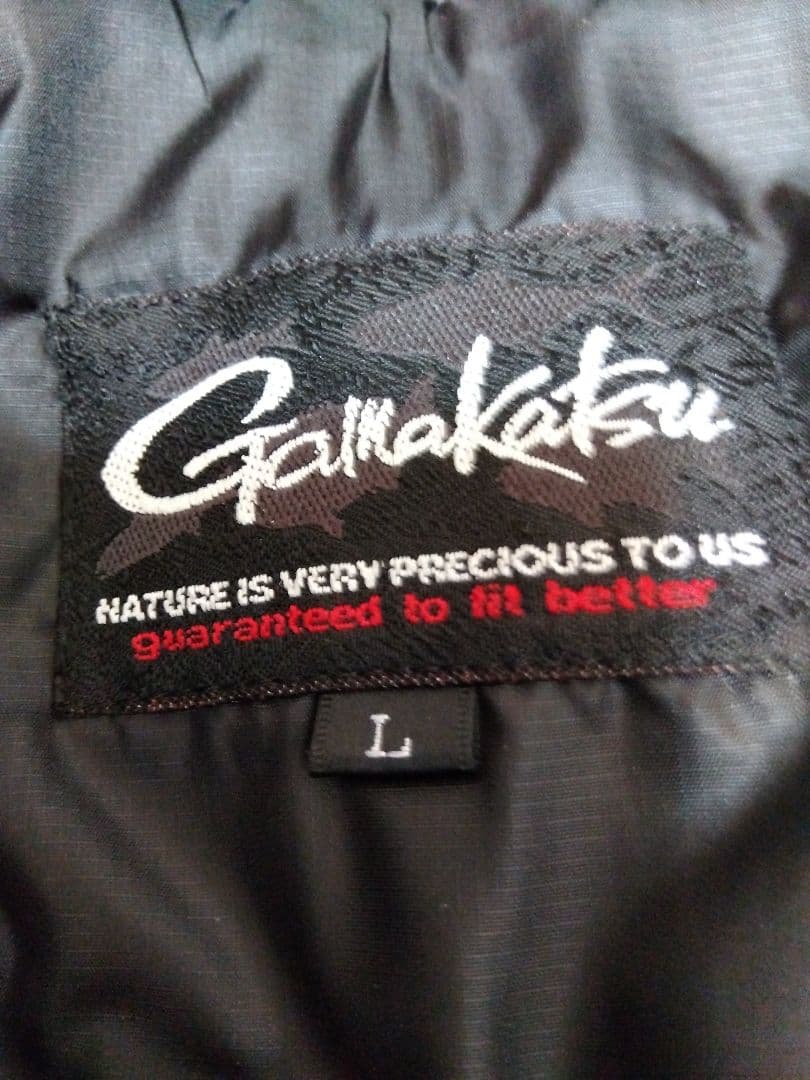 Gamakatsu
NATURE IS VERY PRECIOUS TO US
guaranteed to fit better
L